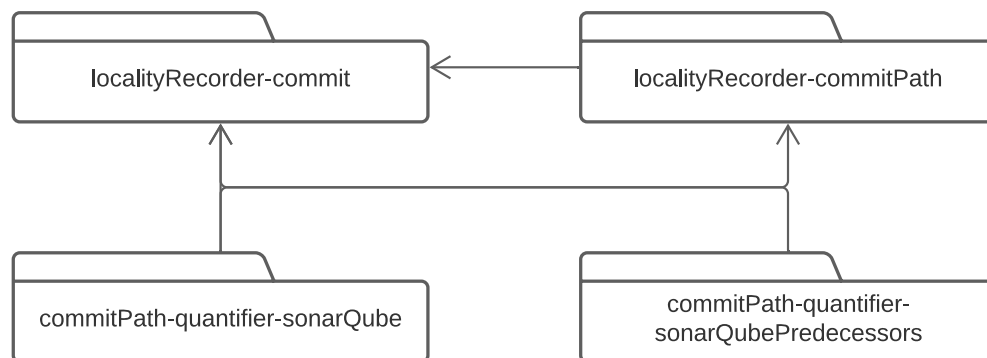 localityRecorder-commit
localityRecorder-commitPath
commitPath-quantifier-sonarQube
commitPath-quantifier-
sonarQubePredecessors